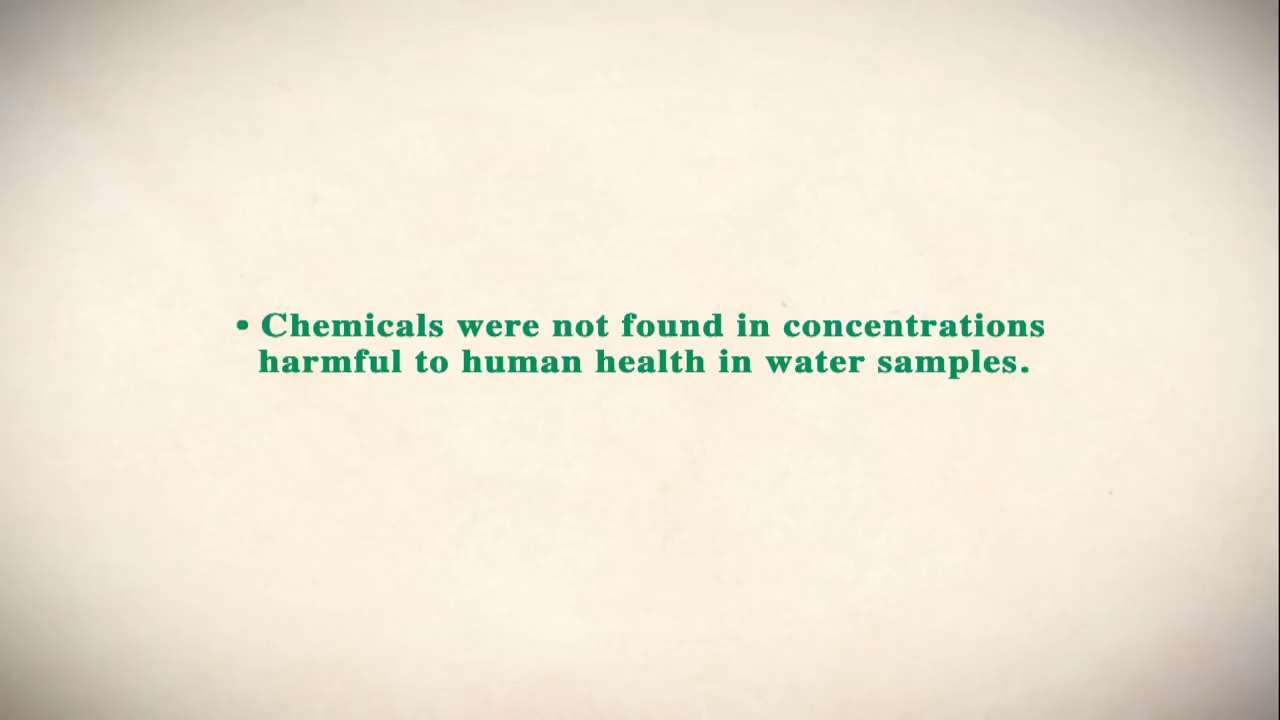 • Chemicals were not found in concentrations
harmful to human health in water samples.